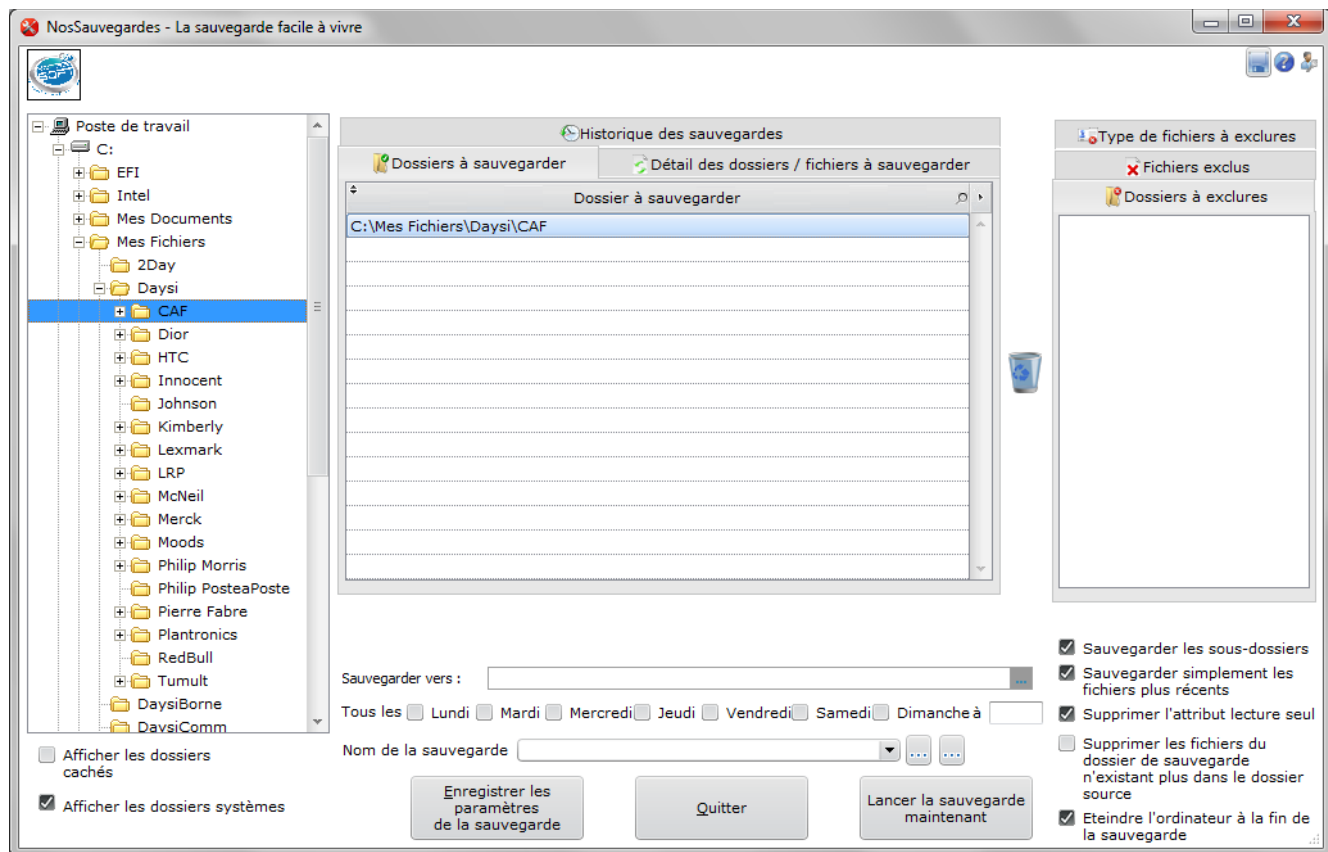 NosSauvegardes - La sauvegarde facile à vivre
SOFT
Poste de travail
C:
EFI
Intel
Mes Documents
Mes Fichiers
2Day
Daysi
CAF
Dior
HTC
Innocent
Johnson
Kimberly
Lexmark
LRP
McNeil
Merck
Moods
Philip Morris
Philip PosteaPoste
Pierre Fabre
Plantronics
RedBull
Tumult
DaysiBorne
DaysiComm
Afficher les dossiers
cachés
Afficher les dossiers systèmes
Historique des sauvegardes
Dossiers à sauvegarder
Détail des dossiers / fichiers à sauvegarder
Dossier à sauvegarder
C:\Mes Fichiers\Daysi\CAF
Sauvegarder vers :
...
Tous les Lundi Mardi Mercredi Jeudi Vendredi Samedi Dimanche à
Nom de la sauvegarde
... ...
Enregistrer les
paramètres
de la sauvegarde
Quitter
Lancer la sauvegarde
maintenant
Type de fichiers à exclures
Fichiers exclus
Dossiers à exclures
Sauvegarder les sous-dossiers
Sauvegarder simplement les
fichiers plus récents
Supprimer l'attribut lecture seul
Supprimer les fichiers du
dossier de sauvegarde
n'existant plus dans le dossier
source
Eteindre l'ordinateur à la fin de
la sauvegarde